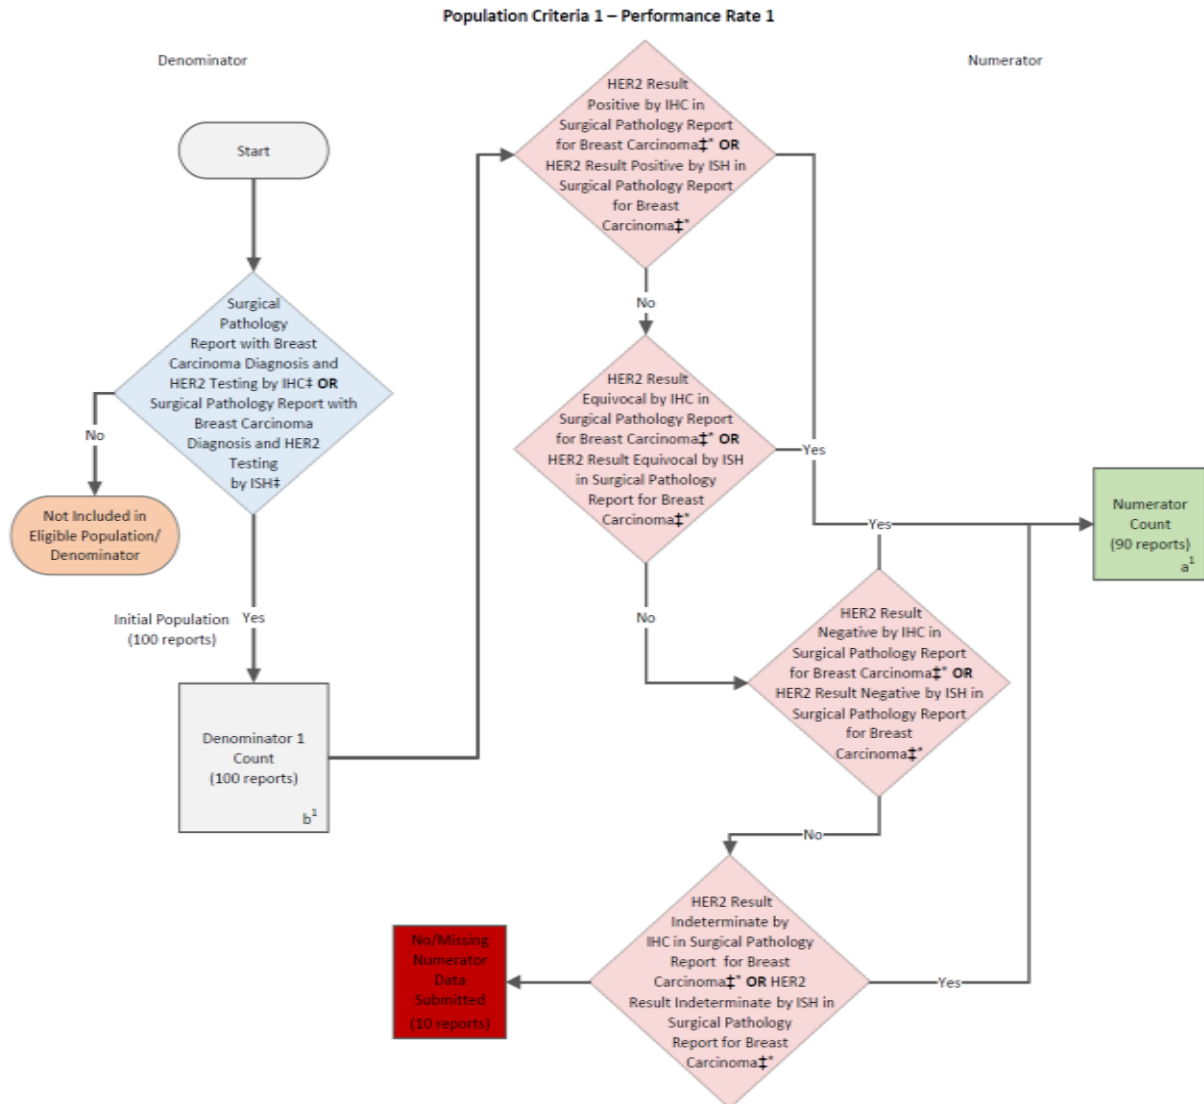 Population Criteria 1 – Performance Rate 1
Denominator
Numerator
Start
Surgical
Pathology
Report with Breast
Carcinoma Diagnosis and
HER2 Testing by IHC‡ OR
Surgical Pathology Report with
Breast Carcinoma
Diagnosis and HER2
Testing
by ISH‡
No
Not Included in
Eligible Population/
Denominator
Initial Population
(100 reports)
Yes
Denominator 1
Count
(100 reports)
b¹
HER2 Result
Positive by IHC in
Surgical Pathology Report
for Breast Carcinoma‡* OR
HER2 Result Positive by ISH in
Surgical Pathology Report
for Breast
Carcinoma‡*
No
HER2 Result
Equivocal by IHC in
Surgical Pathology Report
for Breast Carcinoma‡* OR
HER2 Result Equivocal by ISH
in Surgical Pathology
Report for Breast
Carcinoma‡*
Yes
No
Yes
HER2 Result
Negative by IHC in
Surgical Pathology Report
for Breast Carcinoma‡* OR
HER2 Result Negative by ISH in
Surgical Pathology Report
for Breast
Carcinoma‡*
No
HER2 Result
Indeterminate by
IHC in Surgical Pathology
Report for Breast
Carcinoma‡* OR HER2
Result Indeterminate by ISH in
Surgical Pathology
Report for Breast
Carcinoma‡*
Yes
No/Missing
Numerator
Data
Submitted
(10 reports)
Numerator
Count
(90 reports)
a¹